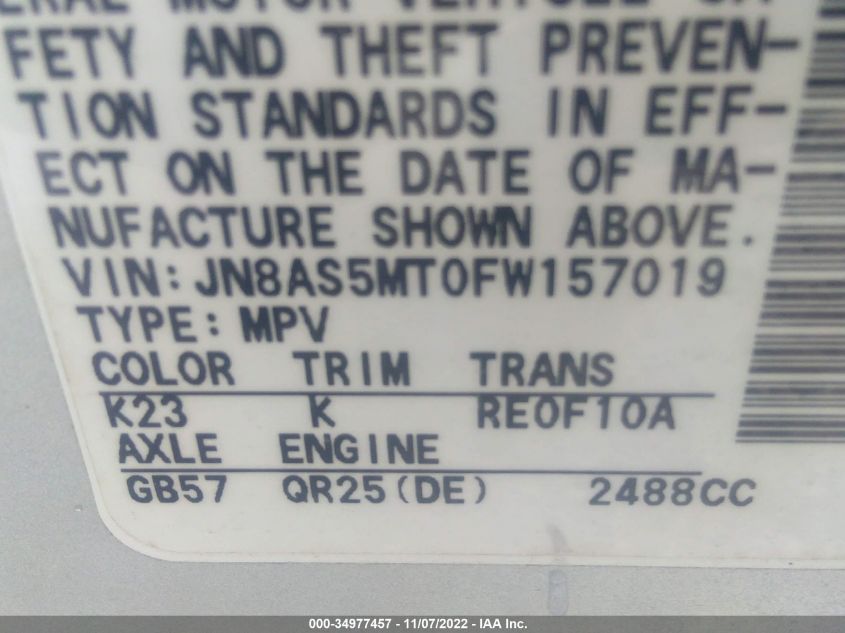 MOTOR
FETY AND THEFT PREVEN-
TION STANDARDS IN EFF-
ECT ON THE DATE OF MA-
NUFACTURE SHOWN ABOVE.
VIN: JN8AS5MT0FW157019
TYPE: MPV
COLOR TRIM TRANS
K23 K RE0F10A
AXLE ENGINE
GB57 QR25(DE) 2488CC
000-34977457 - 11/07/2022 - IAA Inc.